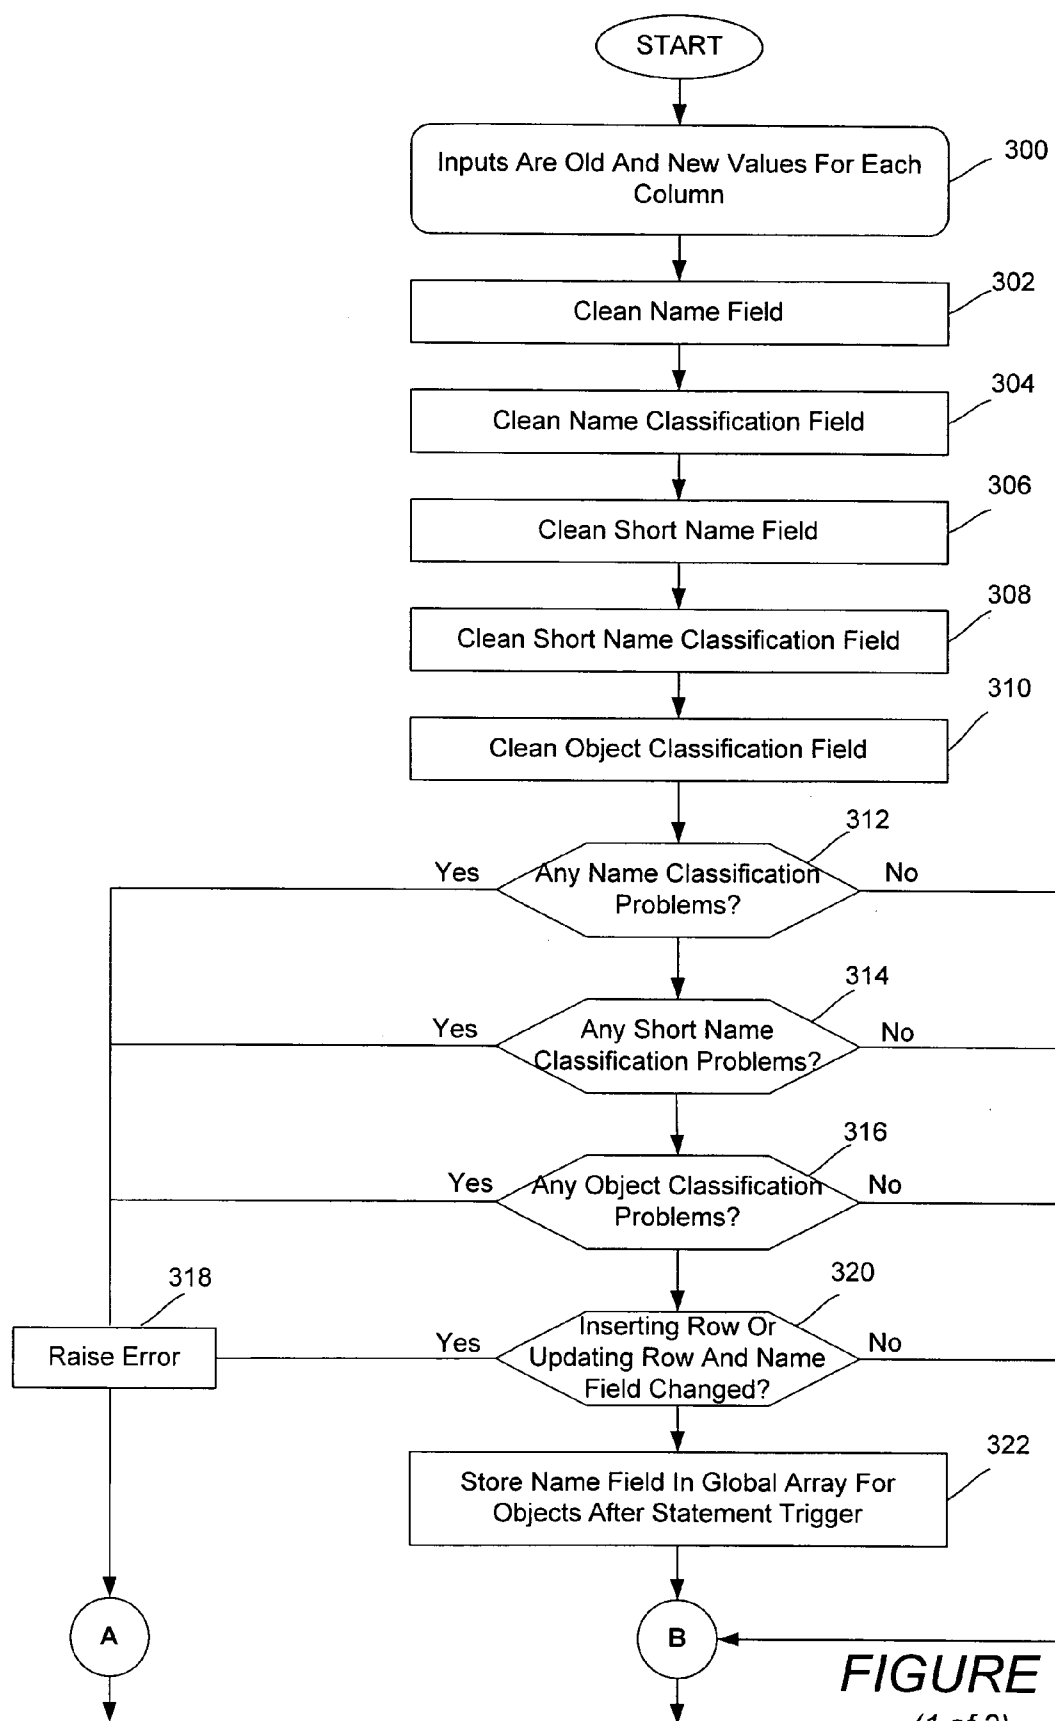 START
Inputs Are Old And New Values For Each
Column
300
Clean Name Field
302
Clean Name Classification Field
304
Clean Short Name Field
306
Clean Short Name Classification Field
308
Clean Object Classification Field
310
312
Yes
Any Name Classification
Problems?
No
314
Yes
Any Short Name
Classification Problems?
No
316
Yes
Any Object Classification
Problems?
No
318
Raise Error
320
Yes
Inserting Row Or
Updating Row And Name
Field Changed?
No
322
Store Name Field In Global Array For
Objects After Statement Trigger
A
B
FIGURE
(1 of 2)